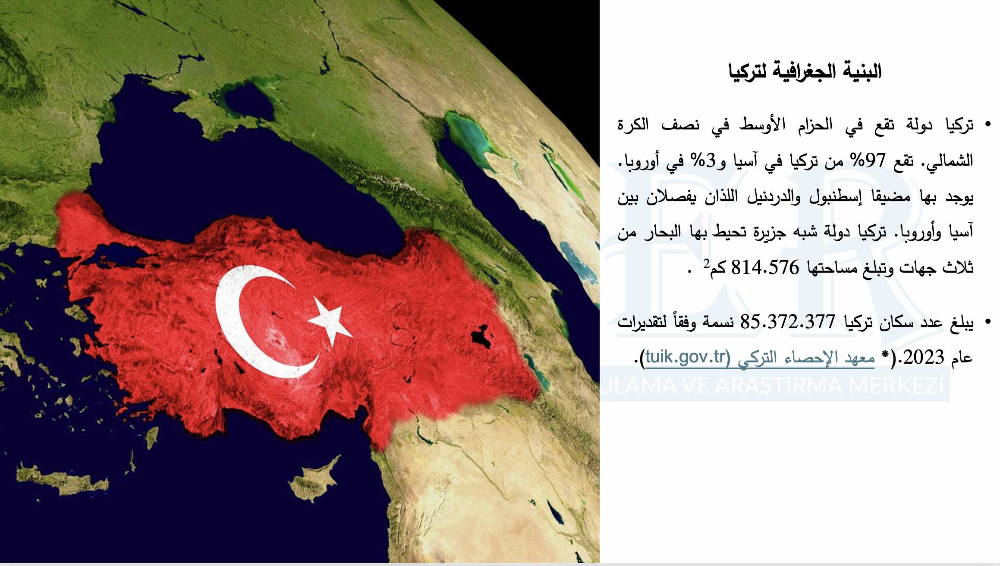 البنية الجغرافية لتركيا
• تركيا دولة تقع في الحزام الأوسط في نصف الكرة
الشمالي. تقع 97% من تركيا في آسيا و3% في أوروبا.
يوجد بها مضيقا إسطنبول والدردنيل اللذان يفصلان بين
آسيا وأوروبا. تركيا دولة شبه جزيرة تحيط بها البحار من
ثلاث جهات وتبلغ مساحتها 814.576 كم2 .
• يبلغ عدد سكان تركيا 85.372.377 نسمة وفقاً لتقديرات
عام 2023.(* معهد الإحصاء التركي (tuik.gov.tr)).
ER
ULAMA VE ARAŞTIRMA MERKEZİ